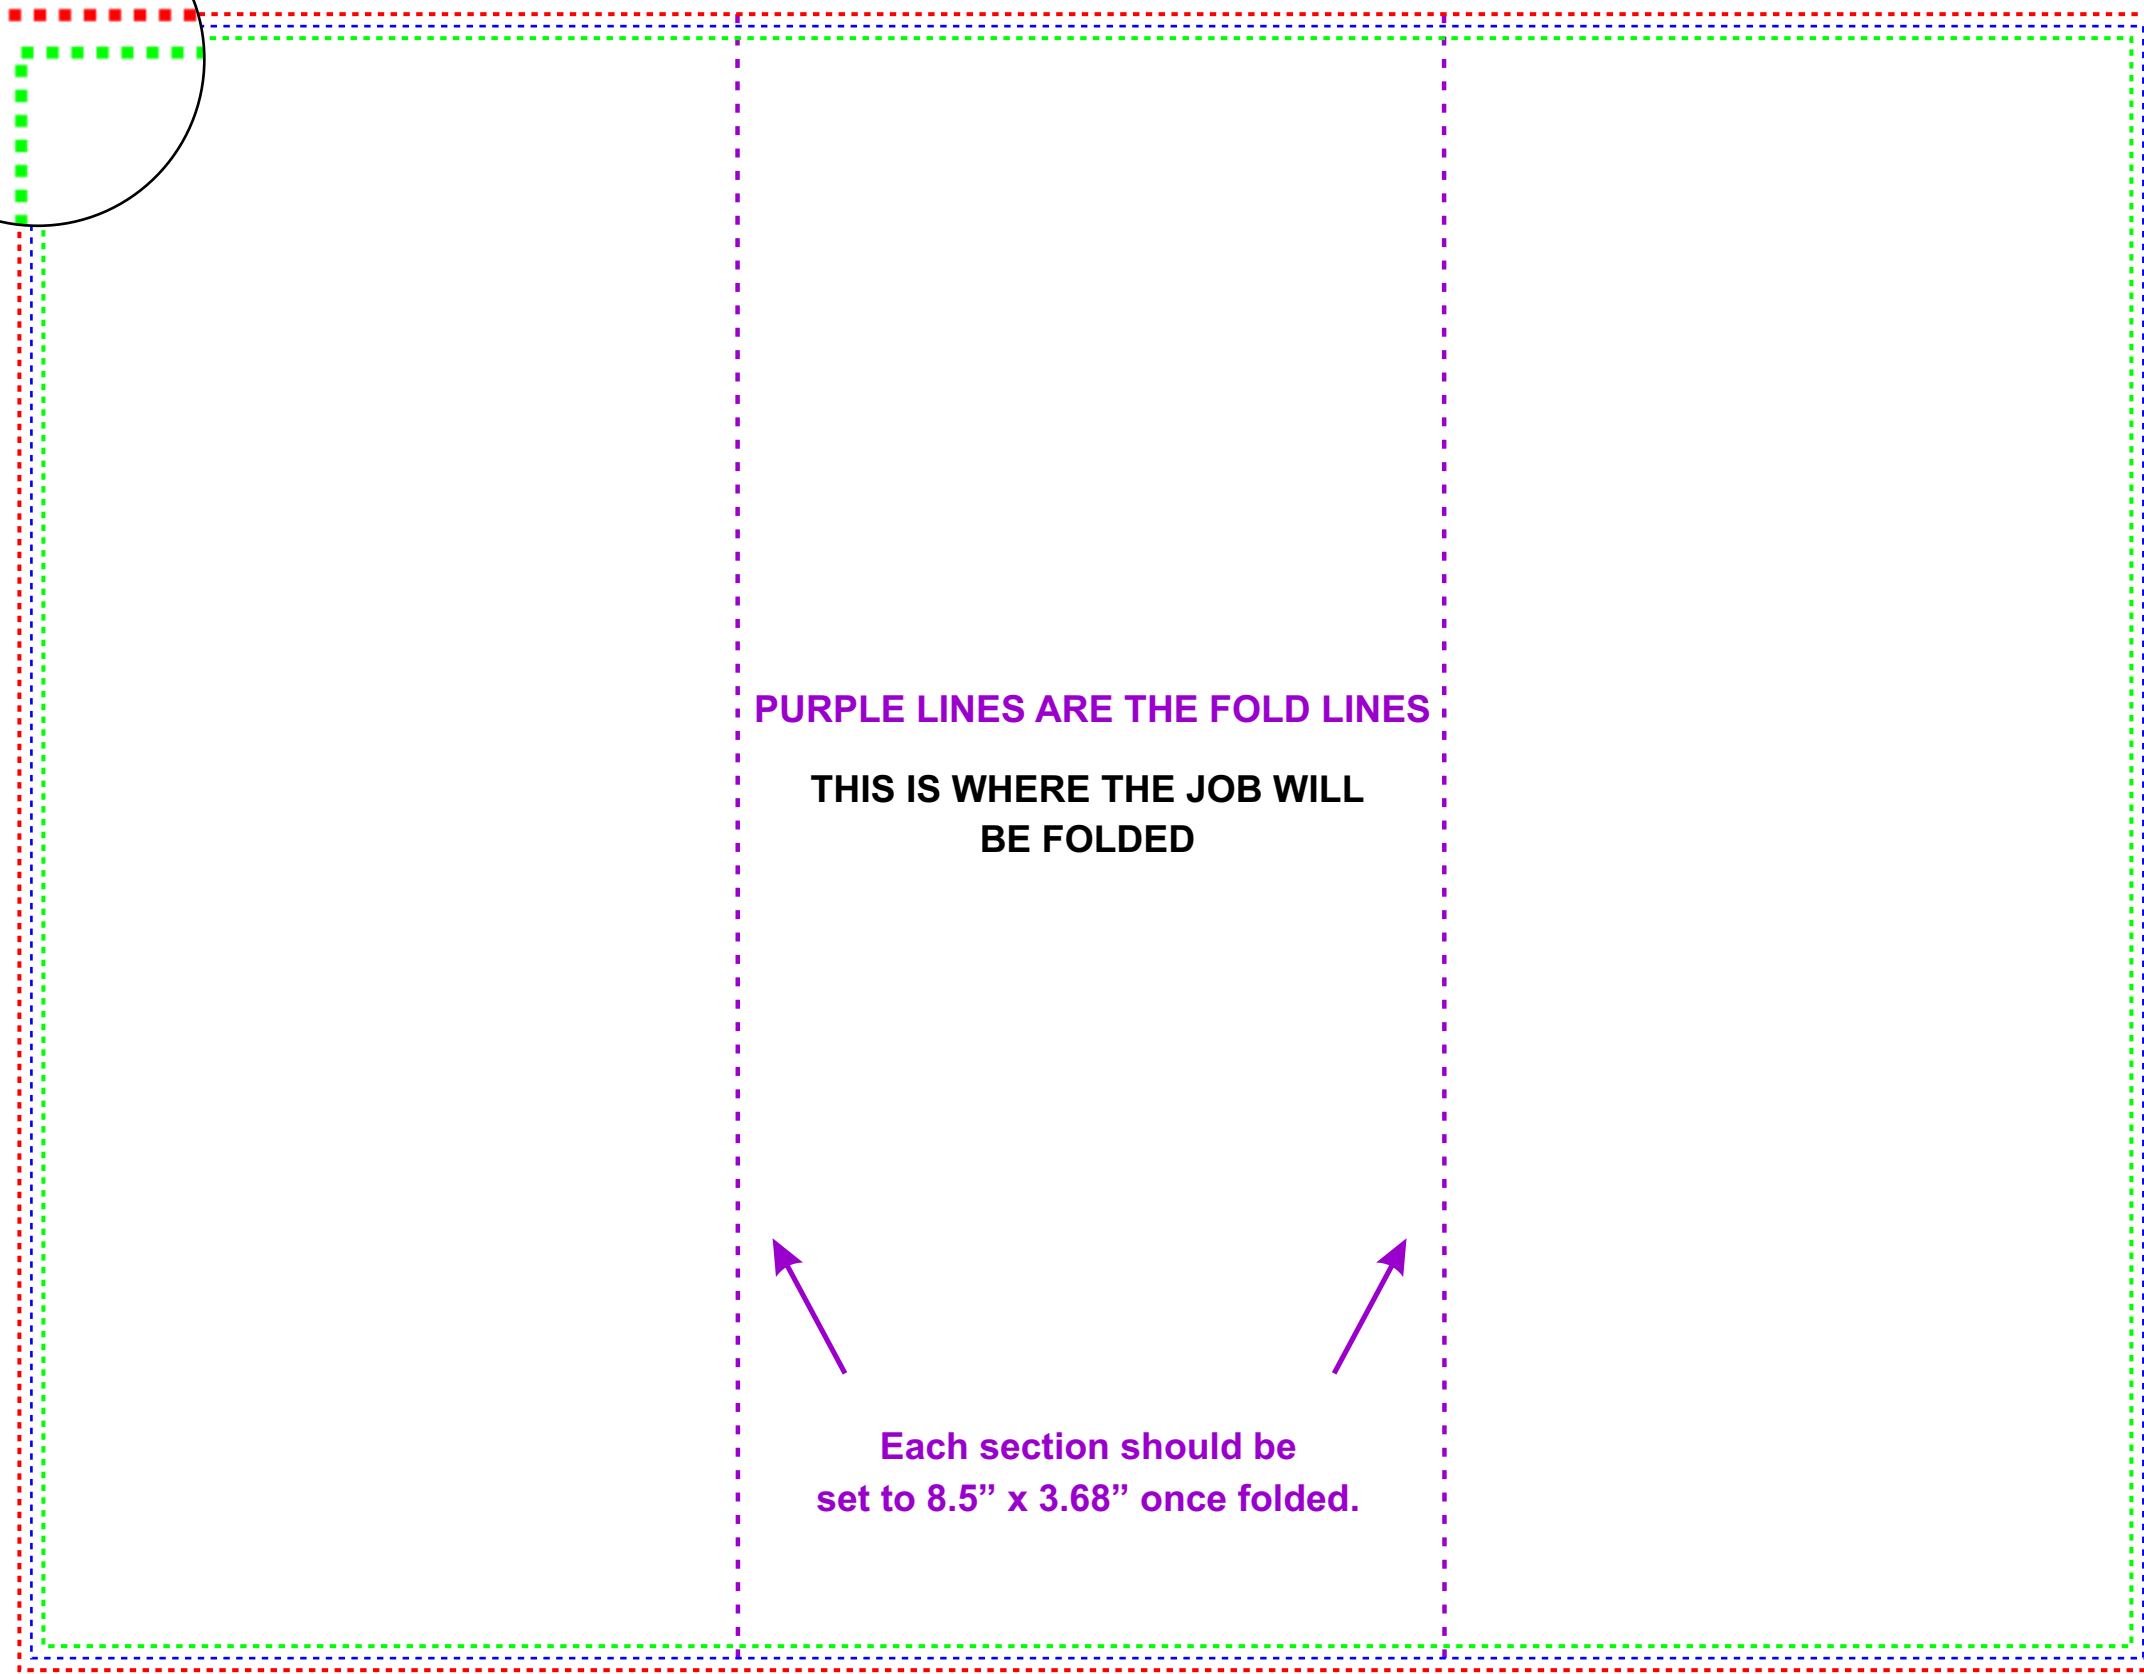 PURPLE LINES ARE THE FOLD LINES
THIS IS WHERE THE JOB WILL
BE FOLDED
Each section should be
set to 8.5” x 3.68” once folded.